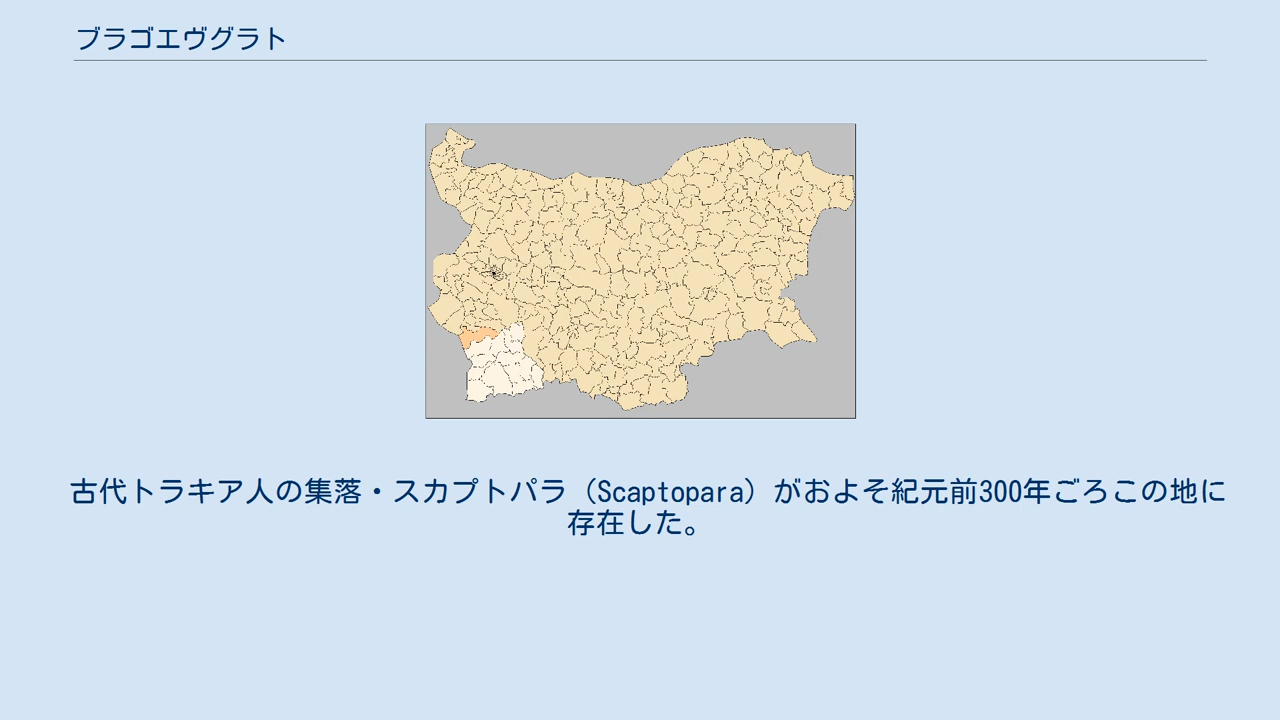 ブラゴエヴグラト
古代トラキア人の集落・スカプトパラ（Scaptopara）がおよそ紀元前300年ごろこの地に
存在した。